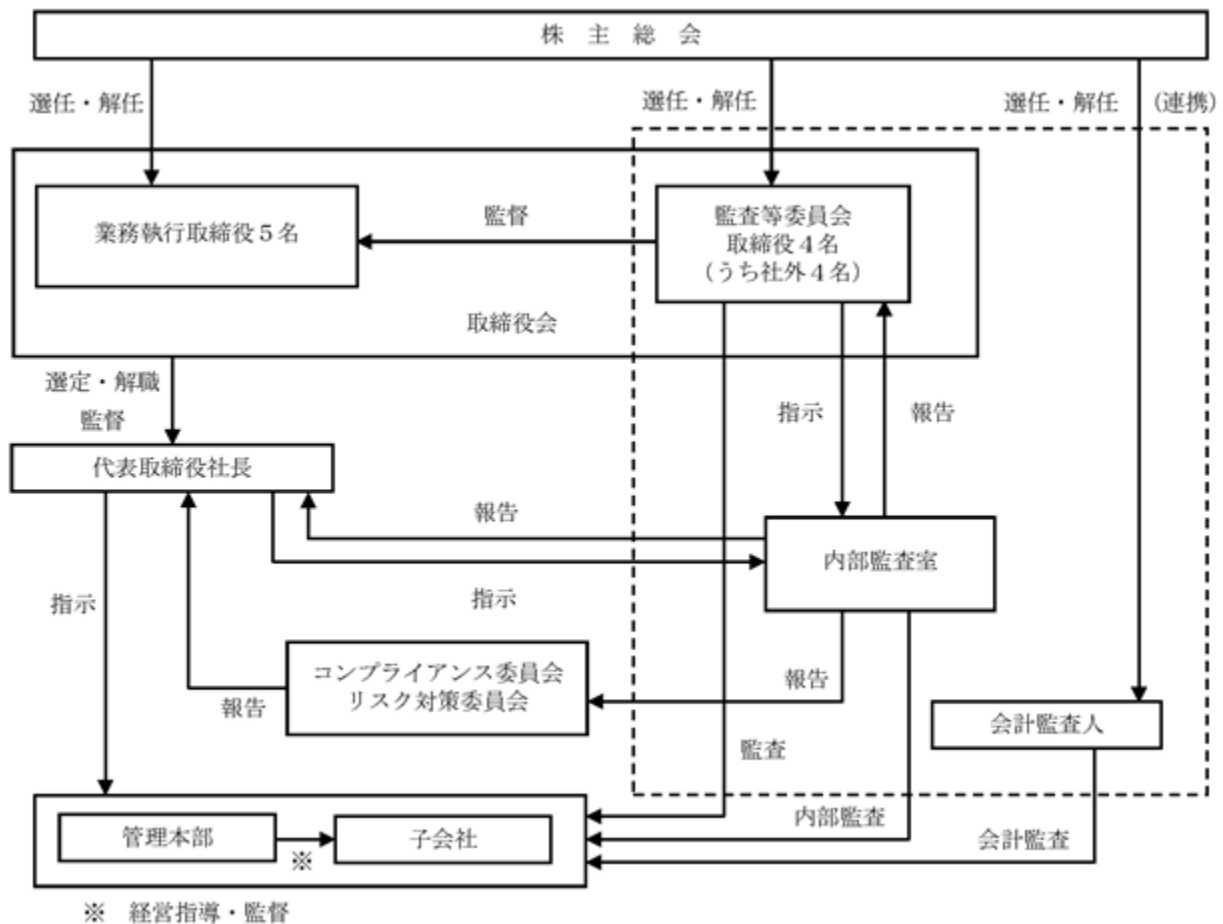 株 主 総 会
選任・解任
選任・解任
選任・解任
(連携)
業務執行取締役５名
監督
監査等委員会
取締役４名
（うち社外４名）
取締役会
選定・解職
監督
指示
報告
代表取締役社長
報告
内部監査室
指示
指示
コンプライアンス委員会
リスク対策委員会
報告
報告
会計監査人
監査
内部監査
会計監査
管理本部
子会社
※
※ 経営指導・監督